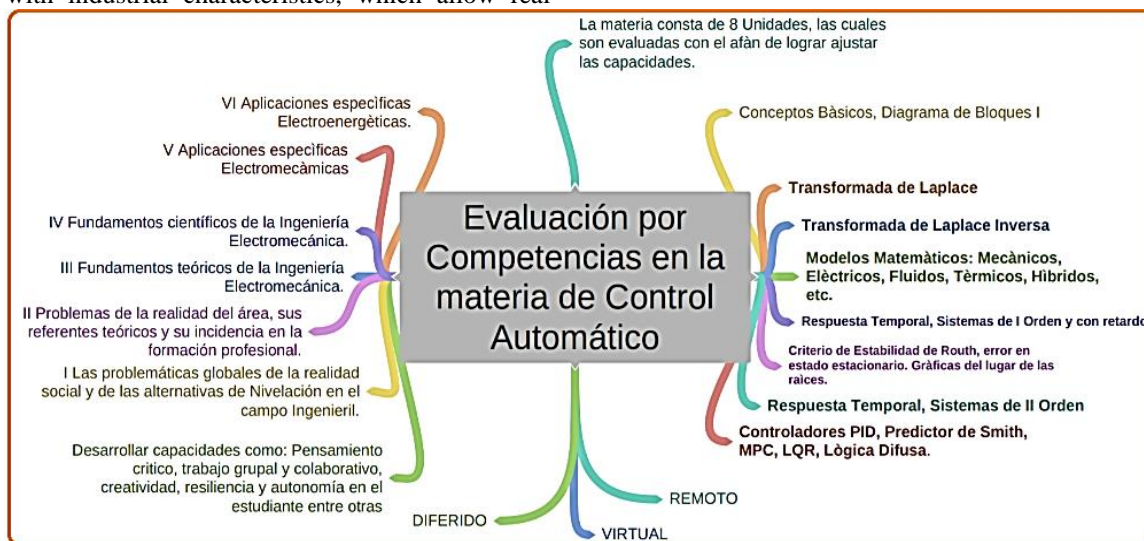 with industrial characteristics, which allow real
La materia consta de 8 Unidades, las cuales
son evaluadas con el afàn de lograr ajustar
las capacidades.
VI Aplicaciones especìficas
Electroenergèticas.
V Aplicaciones especìficas
Electromecàmicas
IV Fundamentos científicos de la Ingeniería
Electromecánica.
III Fundamentos teóricos de la Ingeniería
Electromecánica.
II Problemas de la realidad del área, sus
referentes teóricos y su incidencia en la
formación profesional.
I Las problemáticas globales de la realidad
social y de las alternativas de Nivelación en el
campo Ingenieril.
Desarrollar capacidades como: Pensamiento
critico, trabajo grupal y colaborativo,
creatividad, resiliencia y autonomía en el
estudiante entre otras
Evaluación por
Competencias en la
materia de Control
Automático
Conceptos Bàsicos, Diagrama de Bloques I
Transformada de Laplace
Transformada de Laplace Inversa
Modelos Matemàticos: Mecànicos,
Elèctricos, Fluidos, Tèrmicos, Hìbridos,
etc.
Respuesta Temporal, Sistemas de I Orden y con retardo
Criterio de Estabilidad de Routh, error en
estado estacionario. Gràficas del lugar de las
raìces.
Respuesta Temporal, Sistemas de II Orden
Controladores PID, Predictor de Smith,
MPC, LQR, Lògica Difusa.
DIFERIDO
VIRTUAL
REMOTO